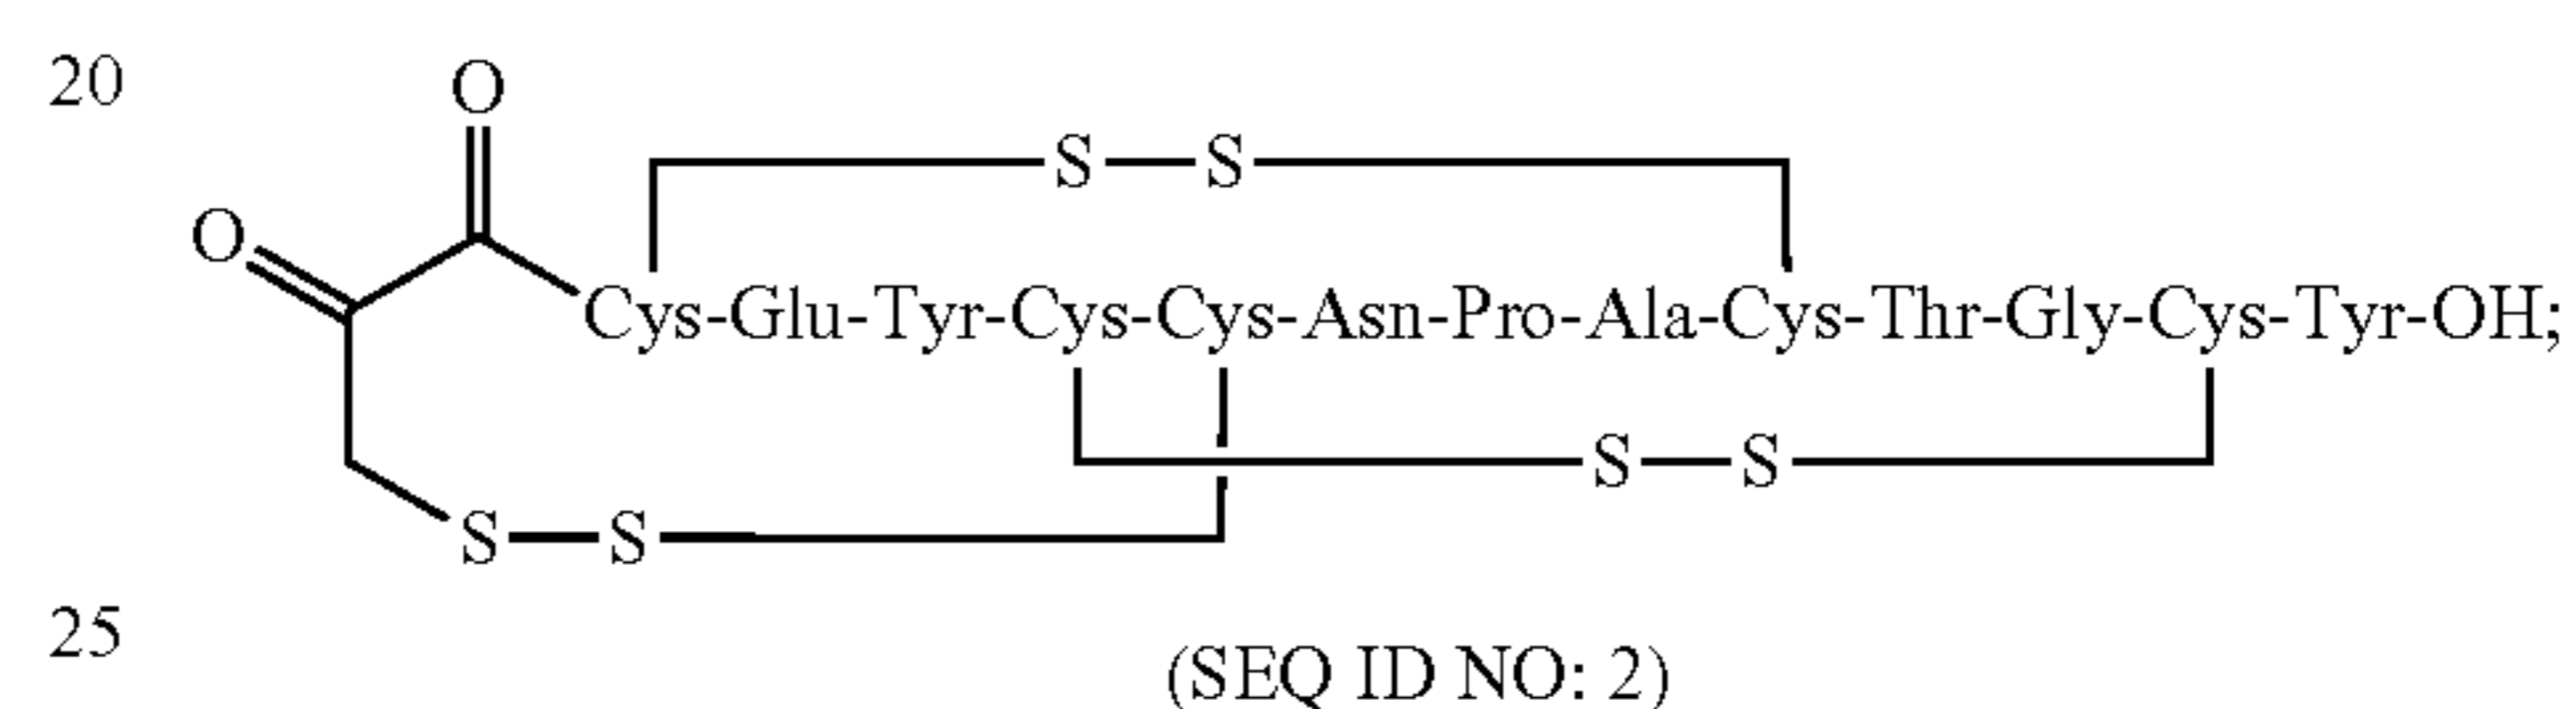 20
O
S—S
O
Cys-Glu-Tyr-Cys-Cys-Asn-Pro-Ala-Cys-Thr-Gly-Cys-Tyr-OH;
S—S
S—S
25
(SEQ ID NO: 2)